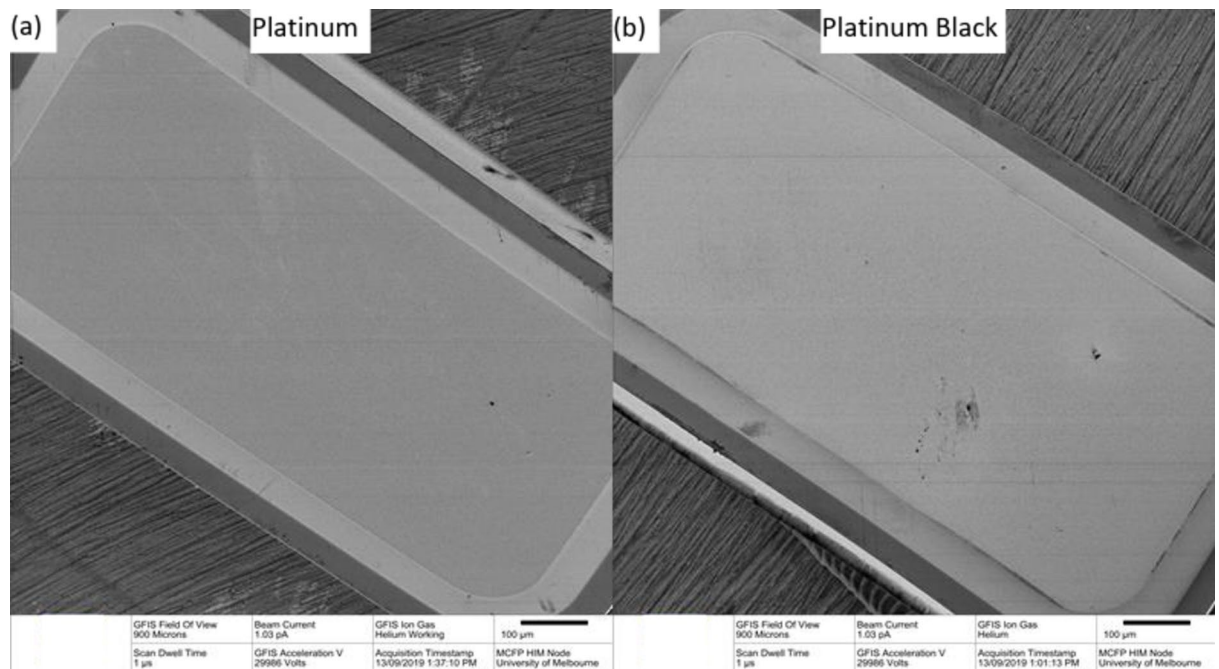 (a) Platinum
(b) Platinum Black
GFIS Field Of View
900 Microns
Beam Current
1.03 pA
GFIS Ion Gas
Helium Working
100 µm
Scan Dwell Time
1 µs
GFIS Acceleration V
29986 Volts
Acquisition Timestamp
13/09/2019 1:37:10 PM
MCFP HIM Node
University of Melbourne
GFIS Field Of View
900 Microns
Beam Current
1.03 pA
GFIS Ion Gas
Helium
100 µm
Scan Dwell Time
1 µs
GFIS Acceleration V
29986 Volts
Acquisition Timestamp
13/09/2019 1:01:13 PM
MCFP HIM Node
University of Melbourne